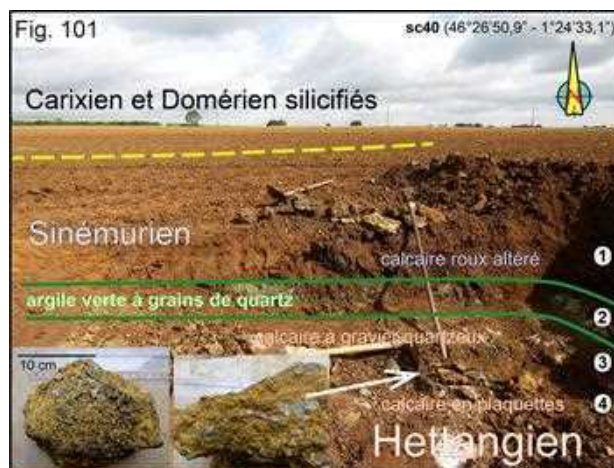 Fig. 101
sc40 (46°26'50,9" - 1°24'33,1")
Carixien et Domérien silicifiés
Sinémurien
calcaire roux altéré
1
argile verte à grains de quartz
2
calcaire à gravier quartzeux
3
10 cm
calcaire en plaquettes
4
Hettangien